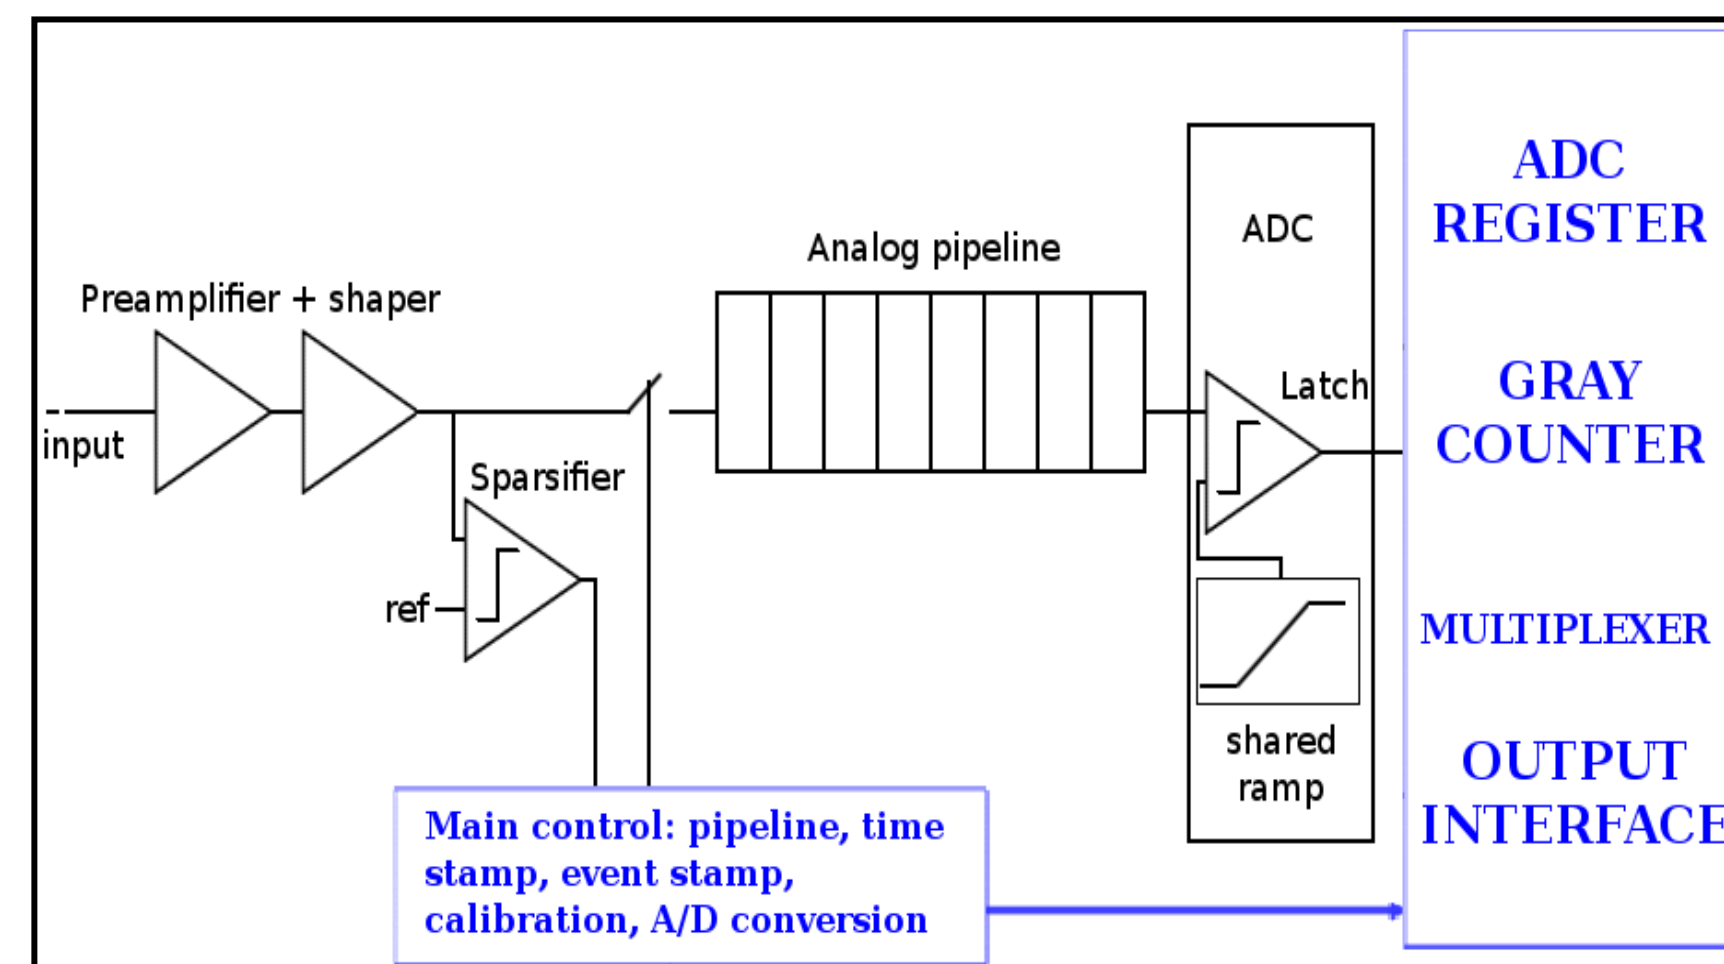 Preamplifier + shaper
input
Sparsifier
ref
Analog pipeline
ADC
Latch
shared
ramp
Main control: pipeline, time
stamp, event stamp,
calibration, A/D conversion
ADC
REGISTER
GRAY
COUNTER
MULTIPLEXER
OUTPUT
INTERFACE